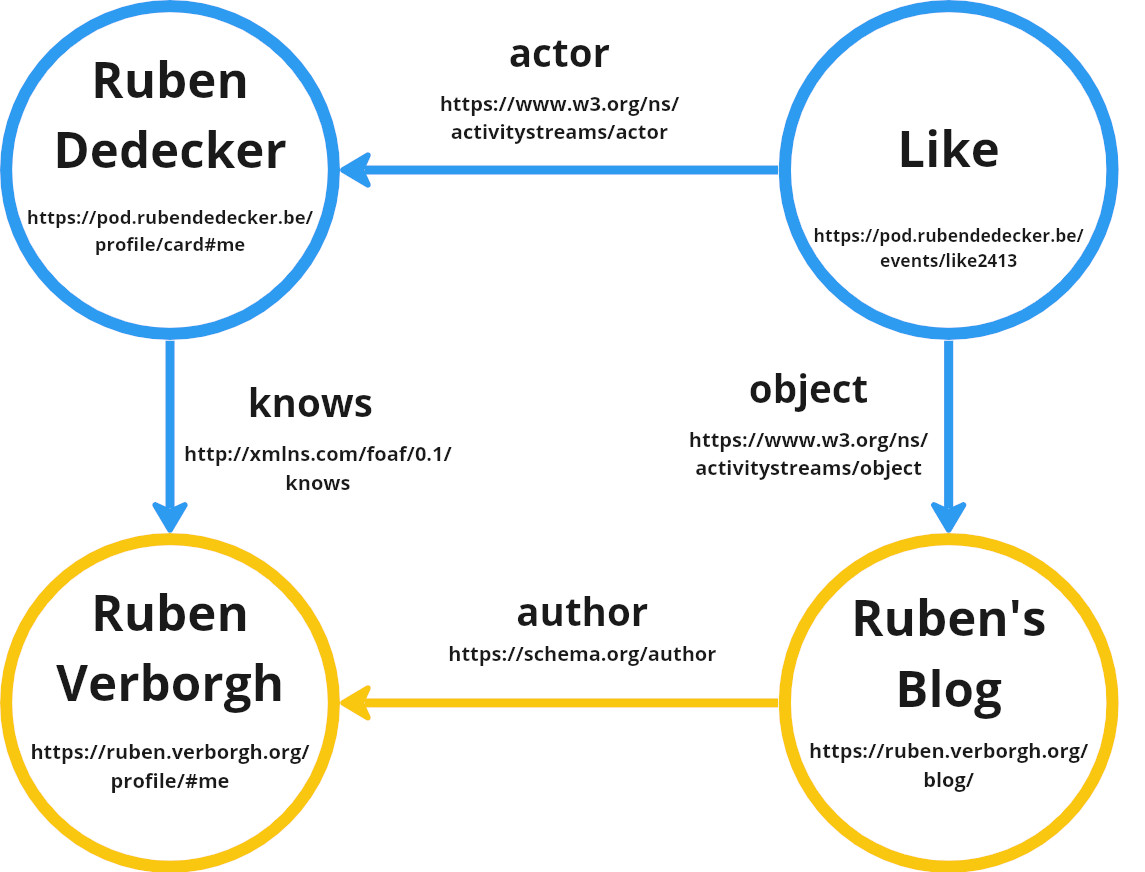 Ruben
Dedecker
https://pod.rubendedecker.be/
profile/card#me
actor
https://www.w3.org/ns/
activitystreams/actor
Like
https://pod.rubendedecker.be/
events/like2413
knows
http://xmlns.com/foaf/0.1/
knows
object
https://www.w3.org/ns/
activitystreams/object
Ruben
Verborgh
https://ruben.verborgh.org/
profile/#me
author
https://schema.org/author
Ruben's
Blog
https://ruben.verborgh.org/
blog/